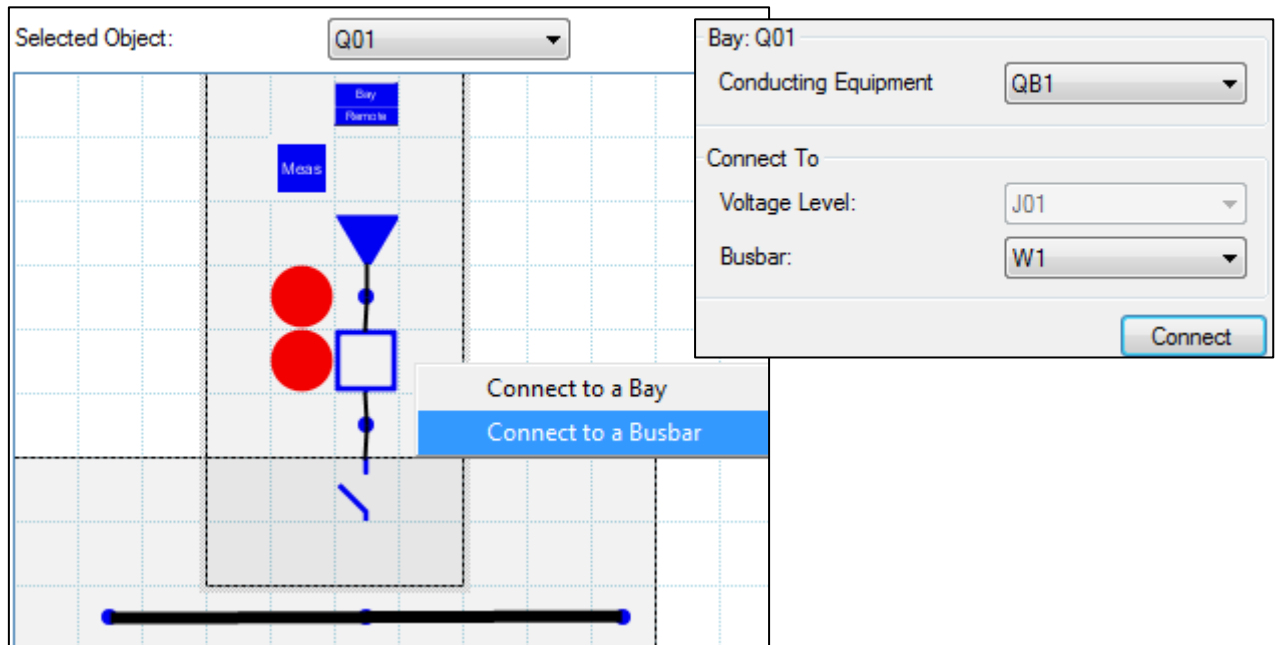 Selected Object:
Q01
Bay
Remote
Meas
Connect to a Bay
Connect to a Busbar
Bay: Q01
Conducting Equipment
QB1
Connect To
Voltage Level:
J01
Busbar:
W1
Connect